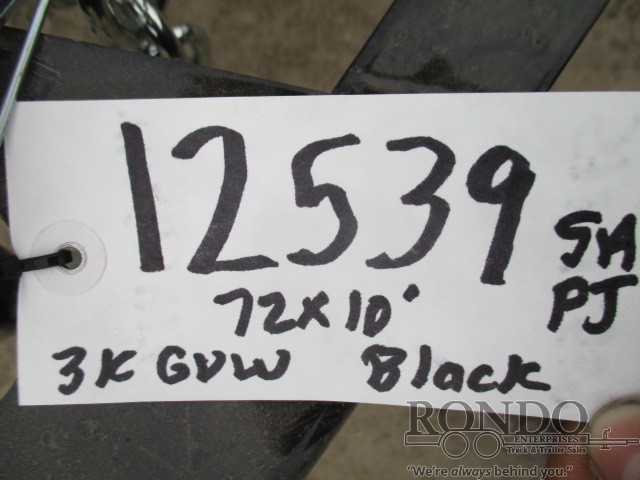 12539
SA
PJ
72x10'
3K GVW Black
RONDO
ENTERPRISES
Truck & Trailer Sales
"We're always behind you."